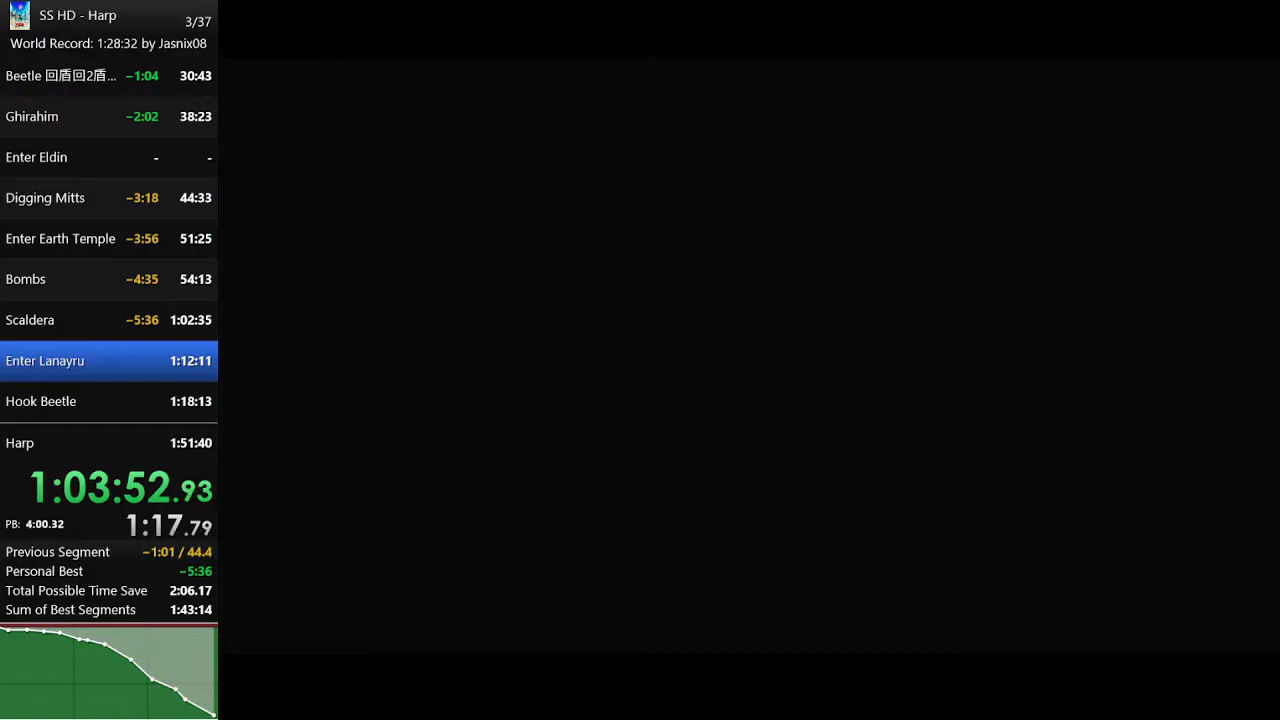 SS HD - Harp
3/37
World Record: 1:28:32 by Jasnix08
Beetle 回盾回2盾... −1:04 30:43
Ghirahim −2:02 38:23
Enter Eldin - -
Digging Mitts −3:18 44:33
Enter Earth Temple −3:56 51:25
Bombs −4:35 54:13
Scaldera −5:36 1:02:35
Enter Lanayru 1:12:11
Hook Beetle 1:18:13
Harp 1:51:40
1:03:52.93
PB: 4:00.32 1:17.79
Previous Segment −1:01 / 44.4
Personal Best −5:36
Total Possible Time Save 2:06.17
Sum of Best Segments 1:43:14